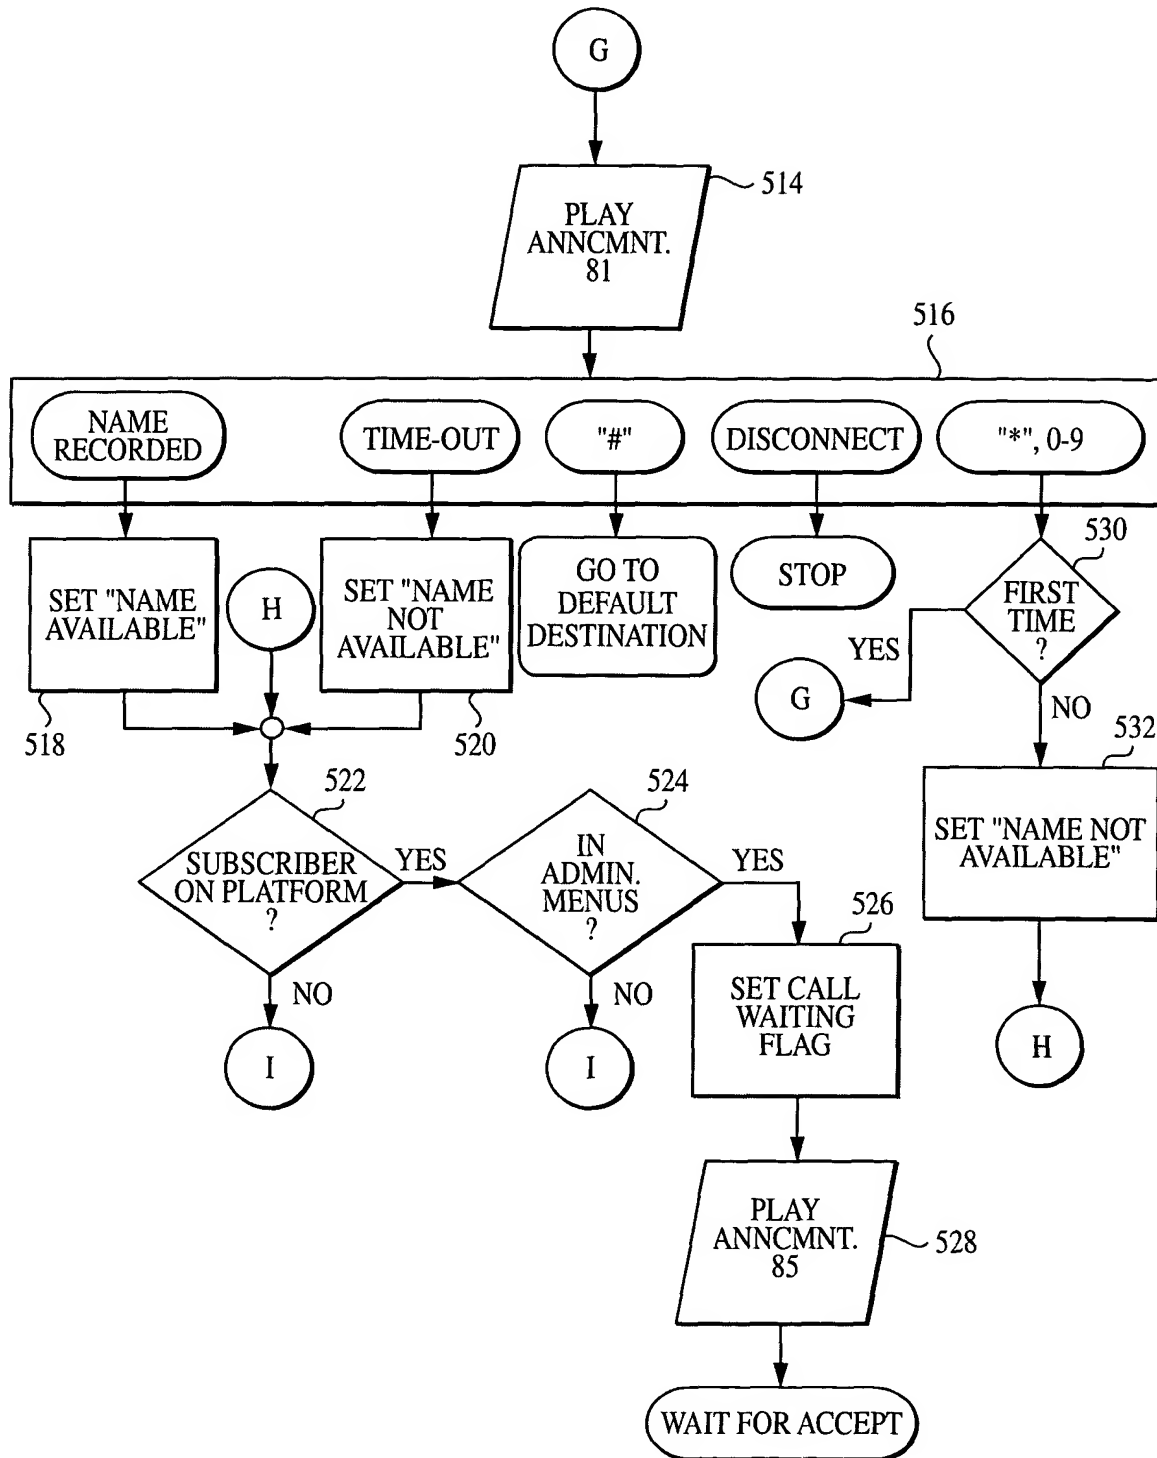 G
514
PLAY
ANNCMNT.
81
516
NAME
RECORDED
TIME-OUT
"#"
DISCONNECT
"*", 0-9
530
SET "NAME
AVAILABLE"
518
H
SET "NAME
NOT
AVAILABLE"
520
GO TO
DEFAULT
DESTINATION
STOP
FIRST
TIME
?
YES
G
NO
532
SET "NAME NOT
AVAILABLE"
H
522
SUBSCRIBER
ON PLATFORM
?
YES
NO
I
524
IN
ADMIN.
MENUS
?
YES
NO
I
526
SET CALL
WAITING
FLAG
PLAY
ANNCMNT.
85
528
WAIT FOR ACCEPT